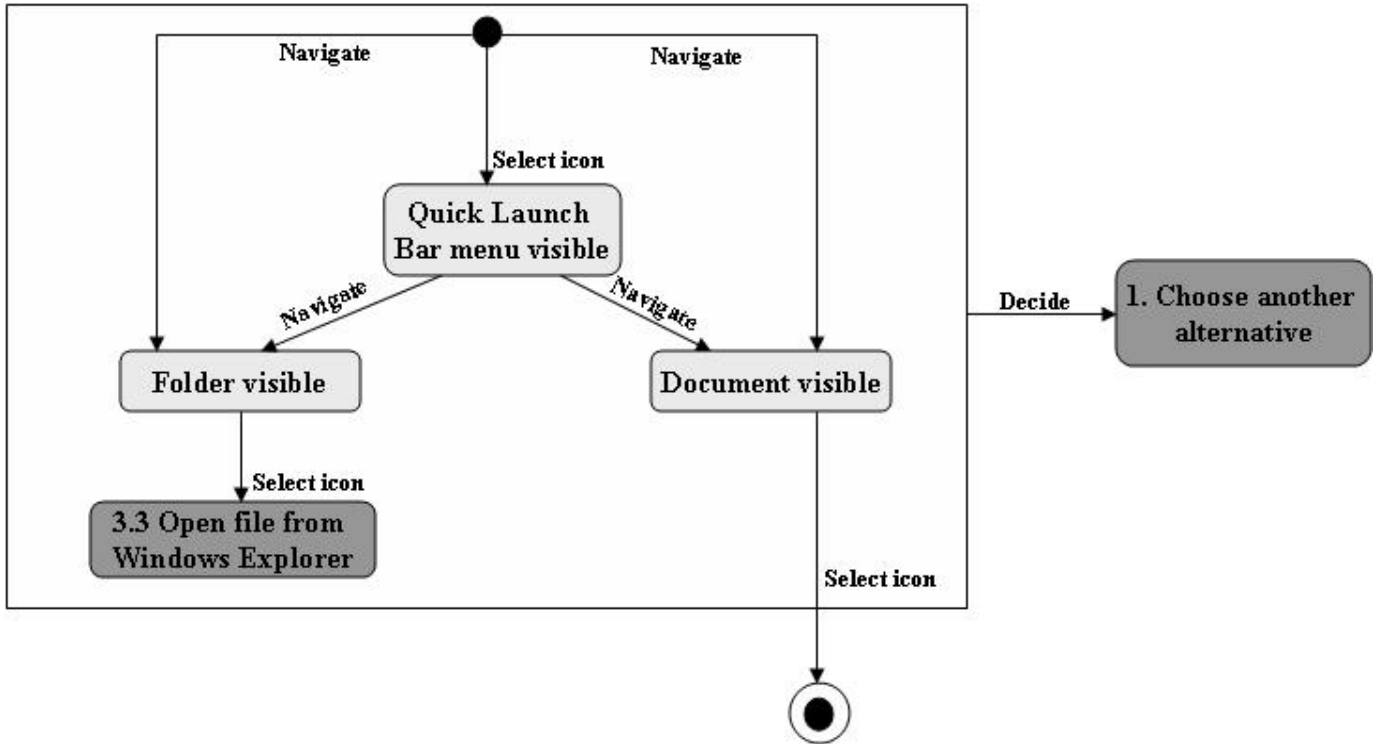 Navigate
Navigate
Select icon
Quick Launch
Bar menu visible
Navigate
Navigate
Decide
1. Choose another
alternative
Folder visible
Document visible
Select icon
3.3 Open file from
Windows Explorer
Select icon